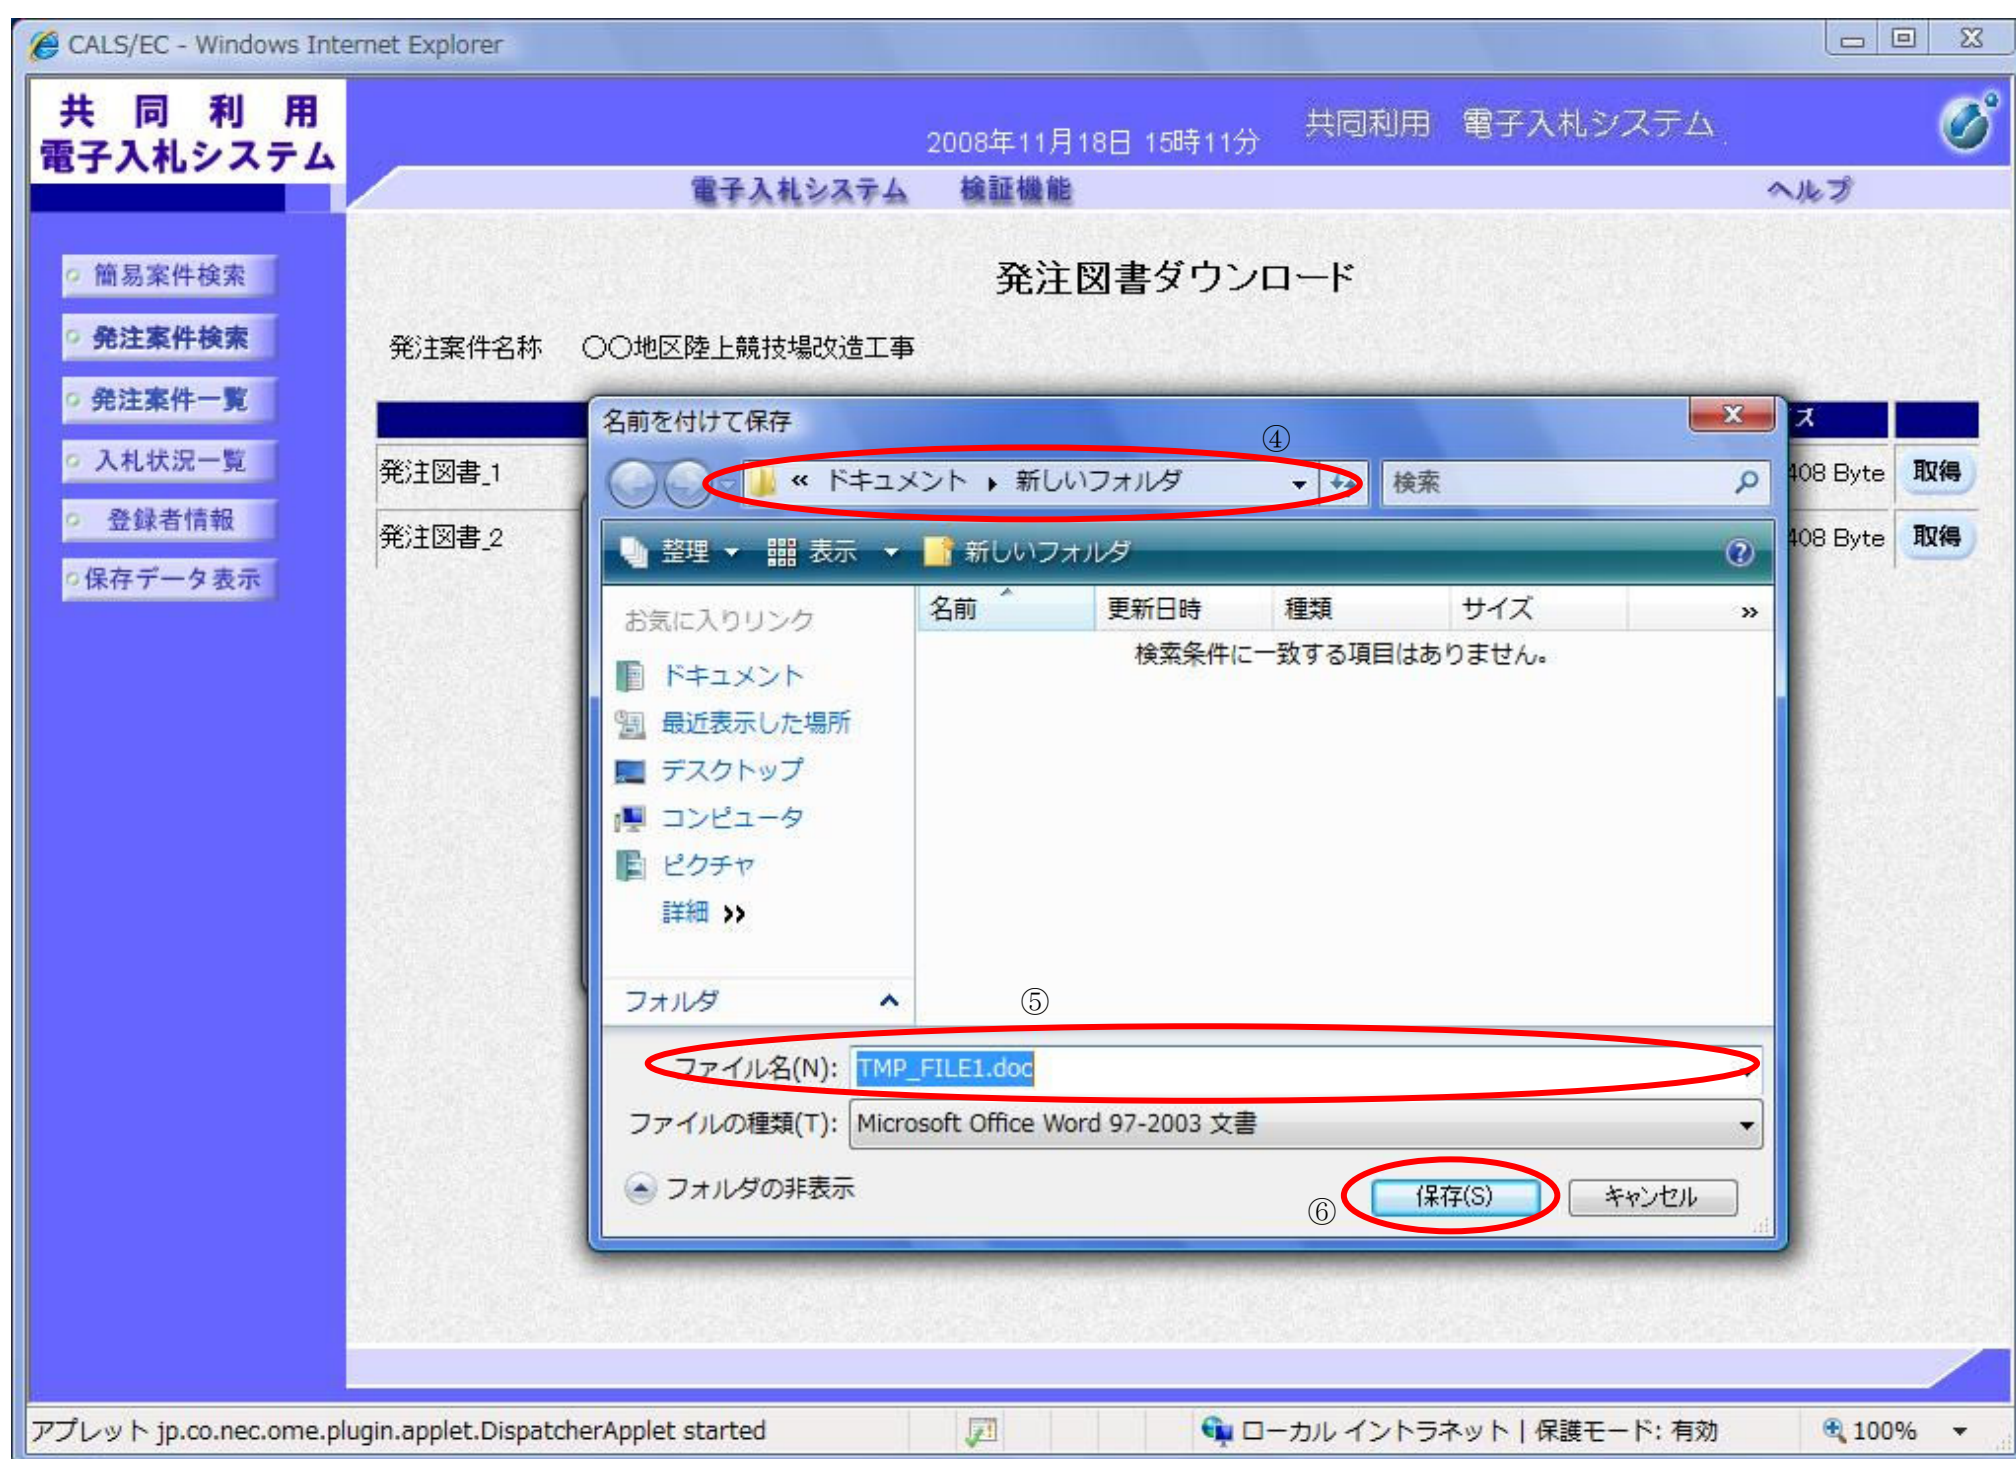 CALS/EC - Windows Internet Explorer
共同利用
電子入札システム
2008年11月18日 15時11分
共同利用 電子入札システム
電子入札システム 検証機能 ヘルプ
簡易案件検索
発注案件検索
発注案件一覧
入札状況一覧
登録者情報
保存データ表示
発注図書ダウンロード
発注案件名称 〇〇地区陸上競技場改造工事
ズ
発注図書_1
408 Byte 取得
発注図書_2
408 Byte 取得
名前を付けて保存
④
« ドキュメント ▸ 新しいフォルダ
検索
整理 表示 新しいフォルダ
お気に入りリンク
ドキュメント
最近表示した場所
デスクトップ
コンピュータ
ピクチャ
詳細 »
フォルダ
名前 更新日時 種類 サイズ »
検索条件に一致する項目はありません。
⑤
ファイル名(N): TMP_FILE1.doc
ファイルの種類(T): Microsoft Office Word 97-2003 文書
フォルダの非表示
⑥
保存(S) キャンセル
アプレット jp.co.nec.ome.plugin.applet.DispatcherApplet started
ローカル イントラネット | 保護モード: 有効
100%